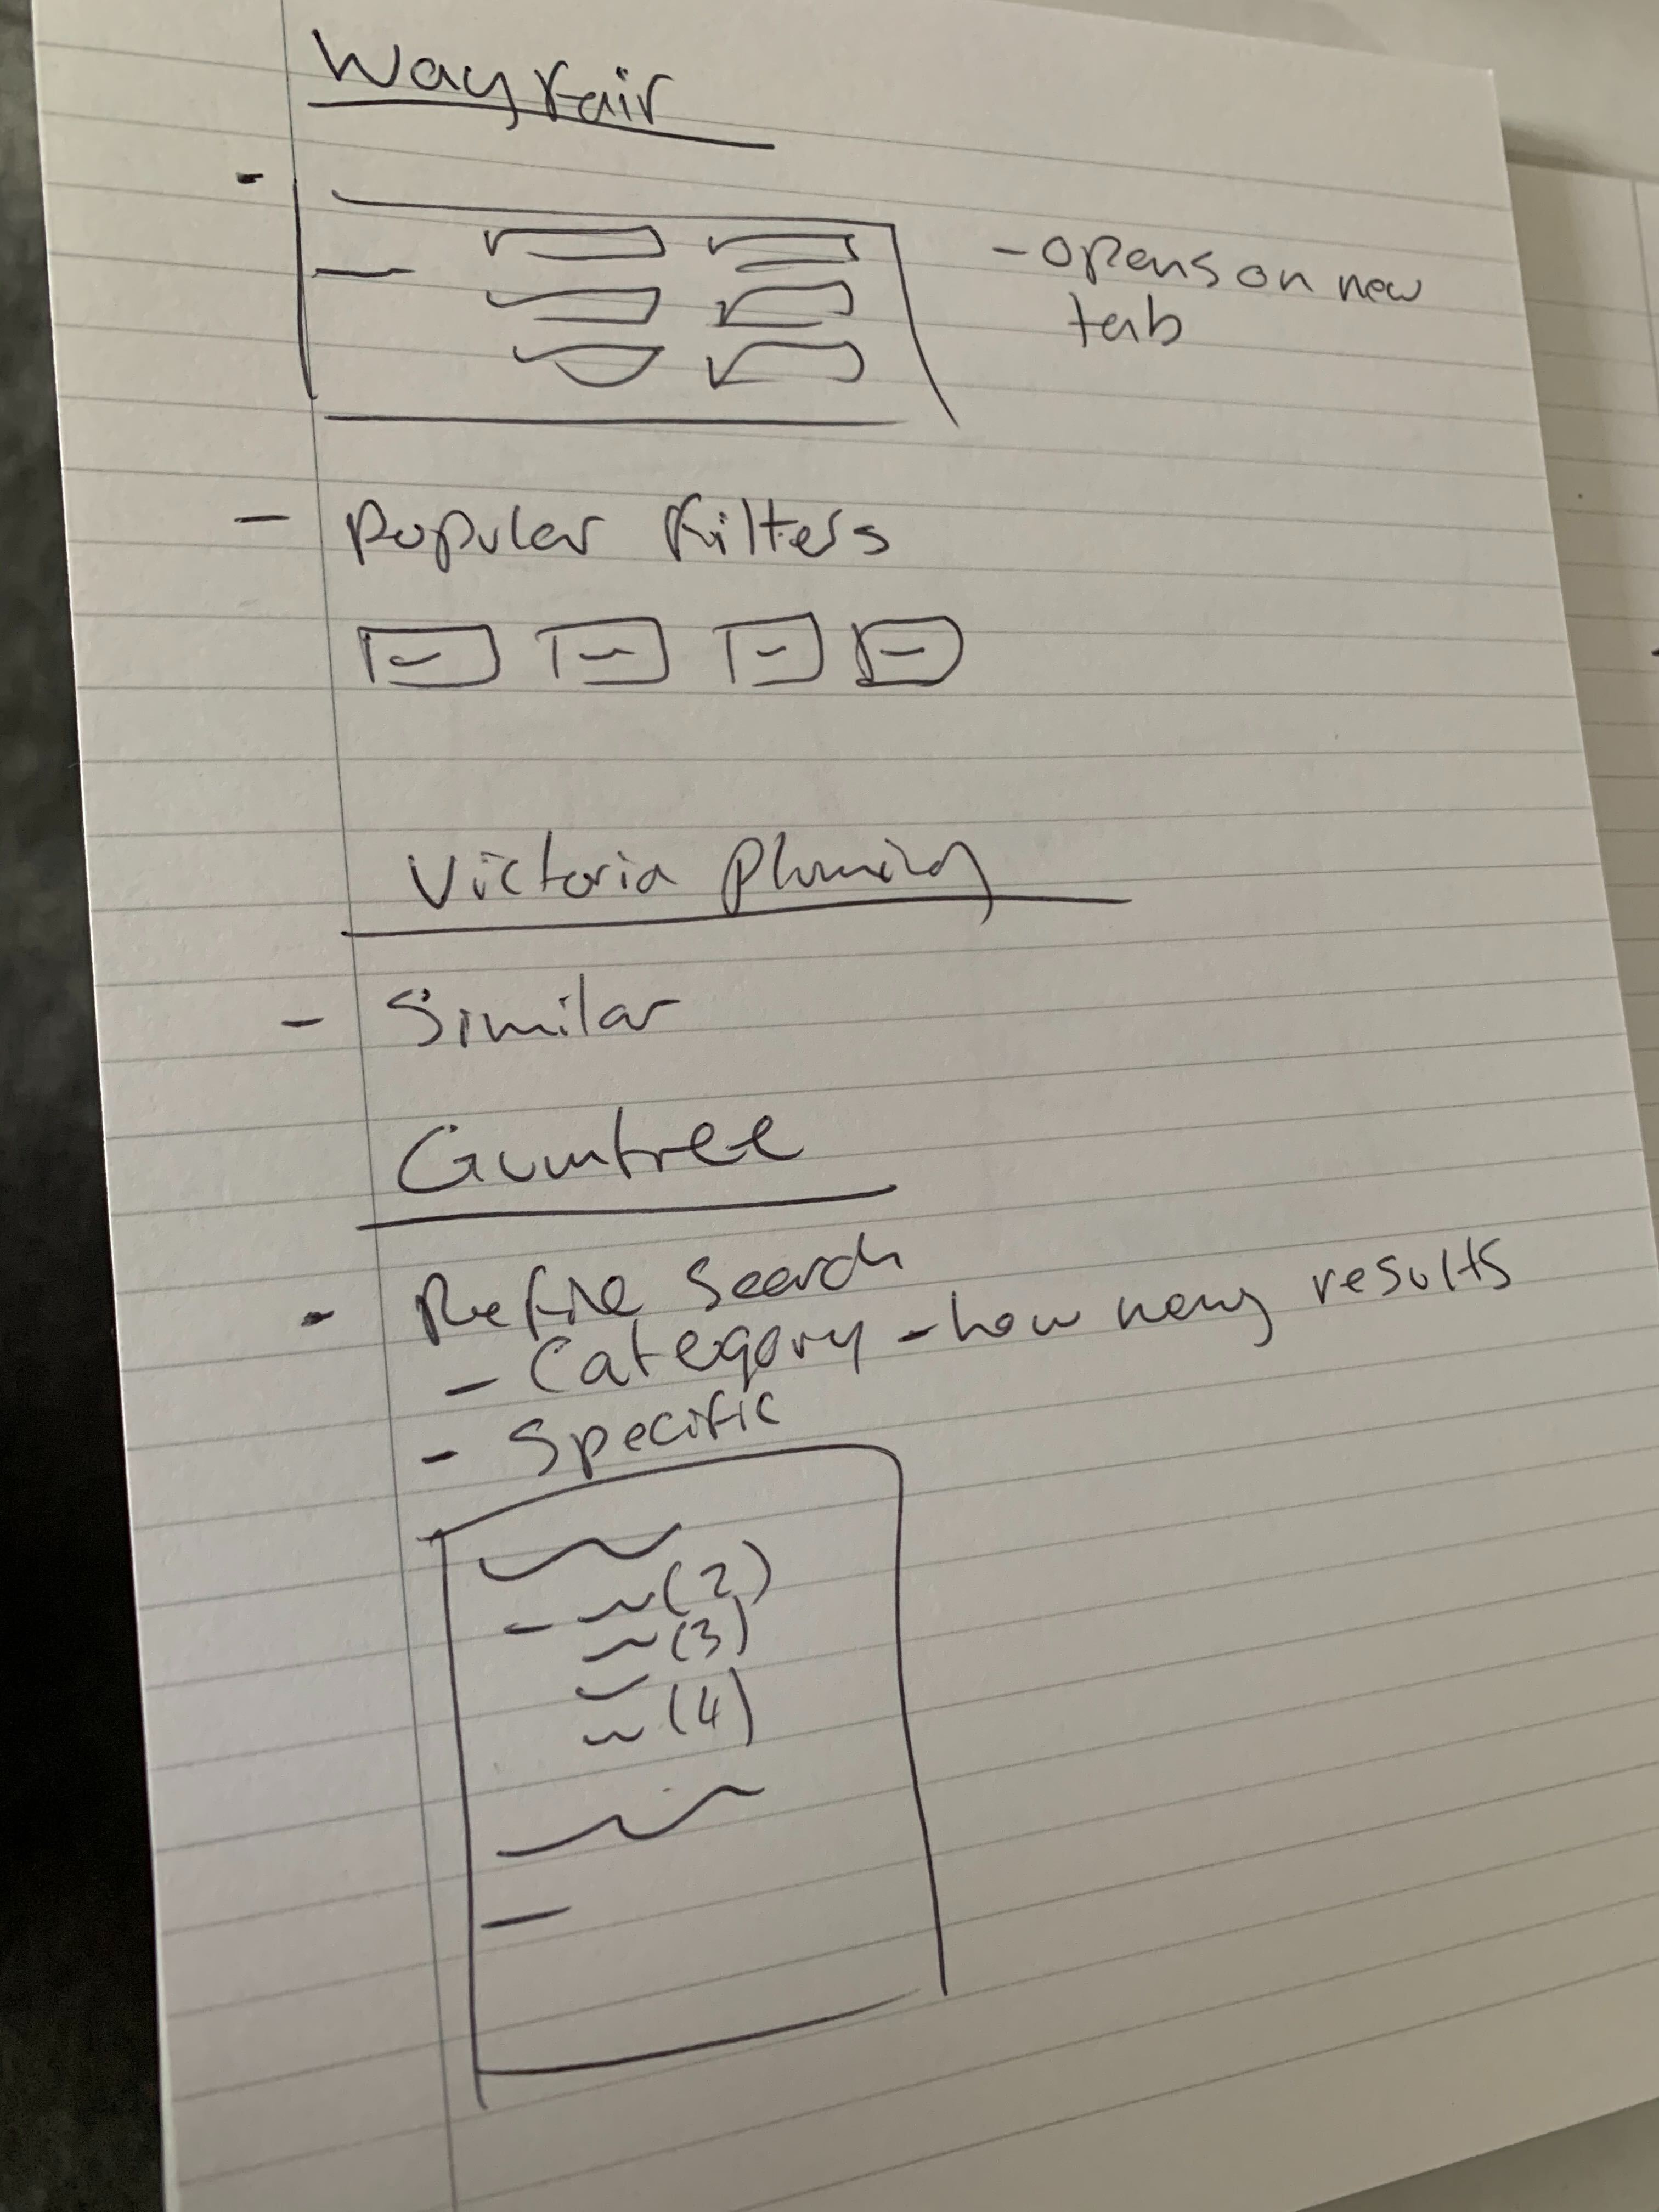 Wayfair
- opens on new
tab
- Popular filters
Victoria Pluming
- Similar
Gumtree
- Refine Search
- Category - how many results
- Specific
- (2)
(3)
(4)